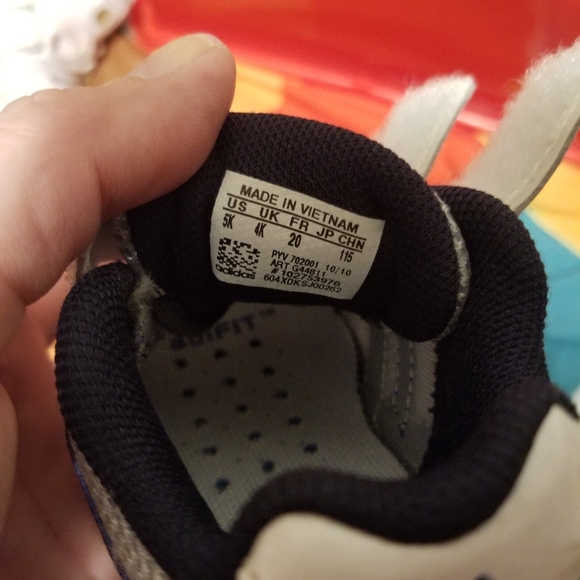 MADE IN VIETNAM
US UK FR JP CHN
5K 4K 20 115
PYV 702001 10/10
ART G44811
# 102753976
adidas 604XDKSJ00262
™